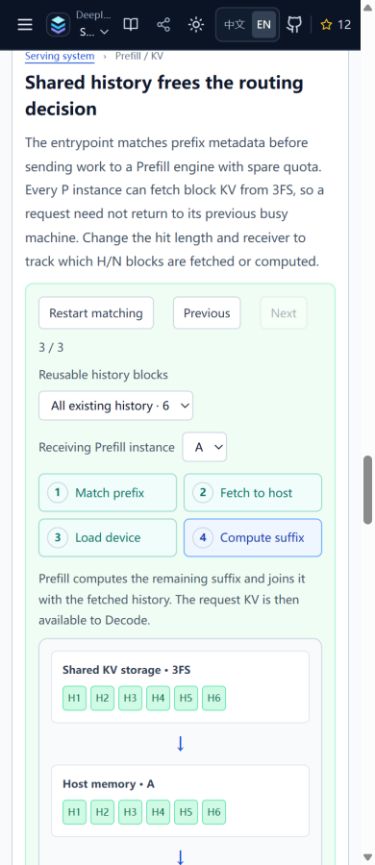 Deepl...
S...
中文
EN
12
Serving system › Prefill / KV
Shared history frees the routing
decision
The entrypoint matches prefix metadata before
sending work to a Prefill engine with spare quota.
Every P instance can fetch block KV from 3FS, so a
request need not return to its previous busy
machine. Change the hit length and receiver to
track which H/N blocks are fetched or computed.
Restart matching
Previous
Next
3 / 3
Reusable history blocks
All existing history · 6
Receiving Prefill instance
A
1 Match prefix
2 Fetch to host
3 Load device
4 Compute suffix
Prefill computes the remaining suffix and joins it
with the fetched history. The request KV is then
available to Decode.
Shared KV storage • 3FS
H1 H2 H3 H4 H5 H6
↓
Host memory • A
H1 H2 H3 H4 H5 H6
↓